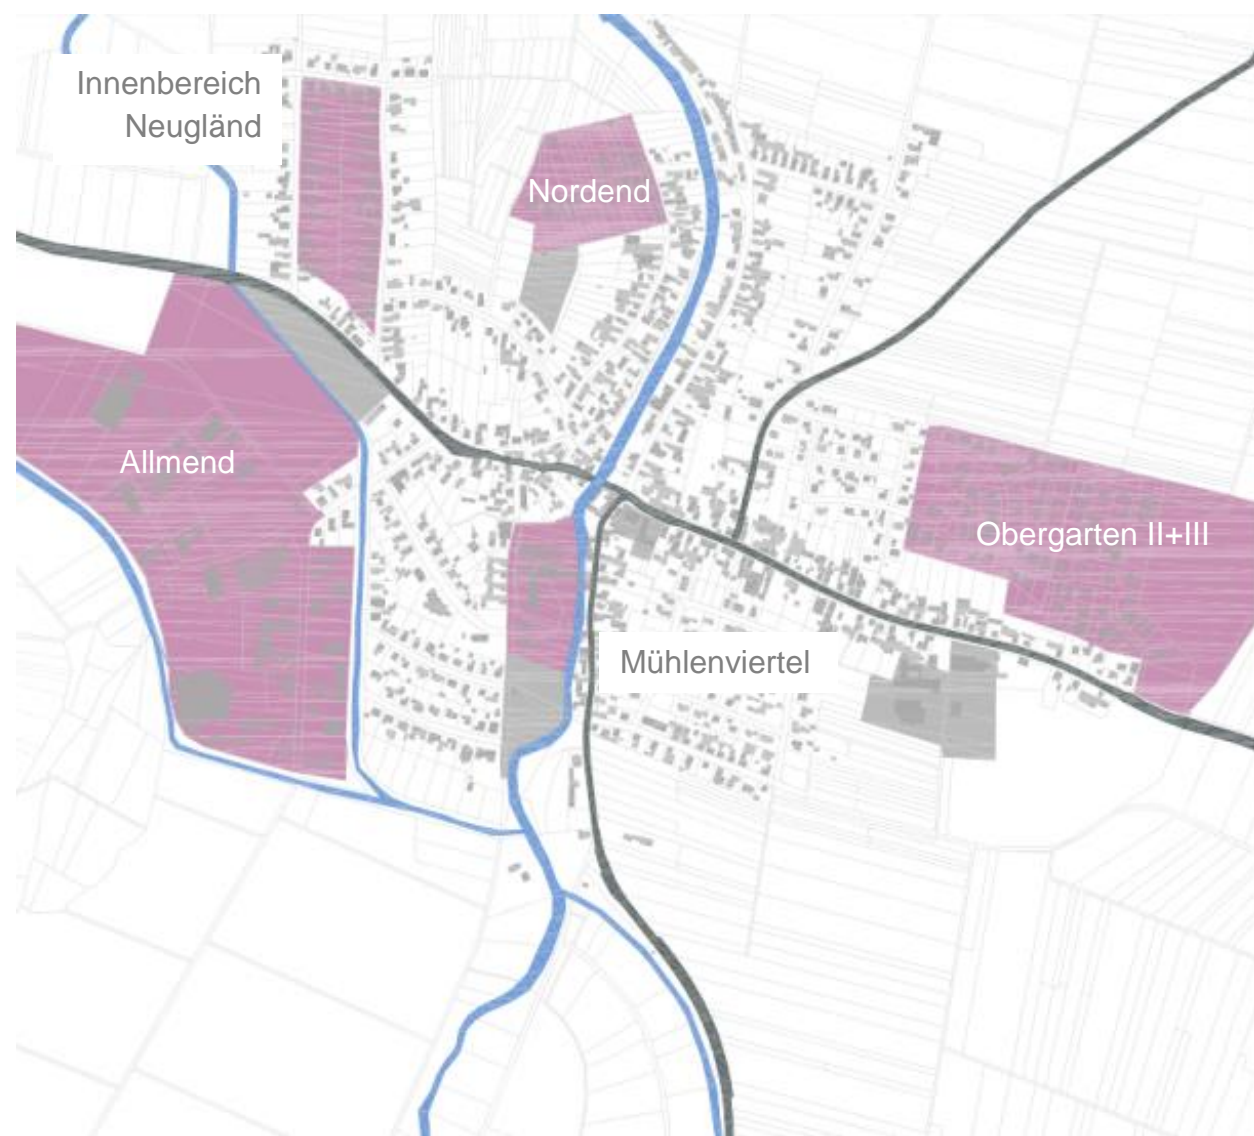 Innenbereich
Neugländ
Nordend
Allmend
Obergarten II+III
Mühlenviertel